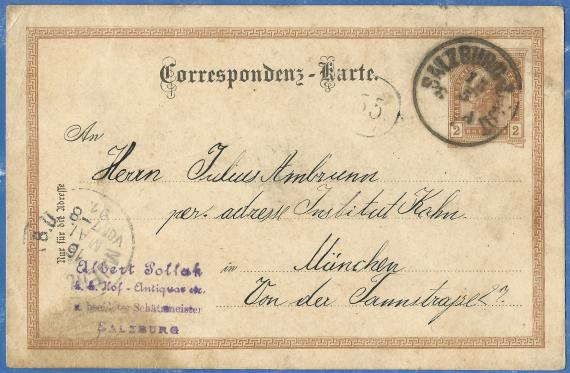 Correspondenz-Karte.
SALZBURG
2 2
An
Herrn Julius Ambrunn
per. adresse Institut Kahn.
in München
Von der Tannstraße
Nur für die Adresse
Albert Pollak
k. k. Hof-Antiquar etc.
Schätzmeister
SALZBURG